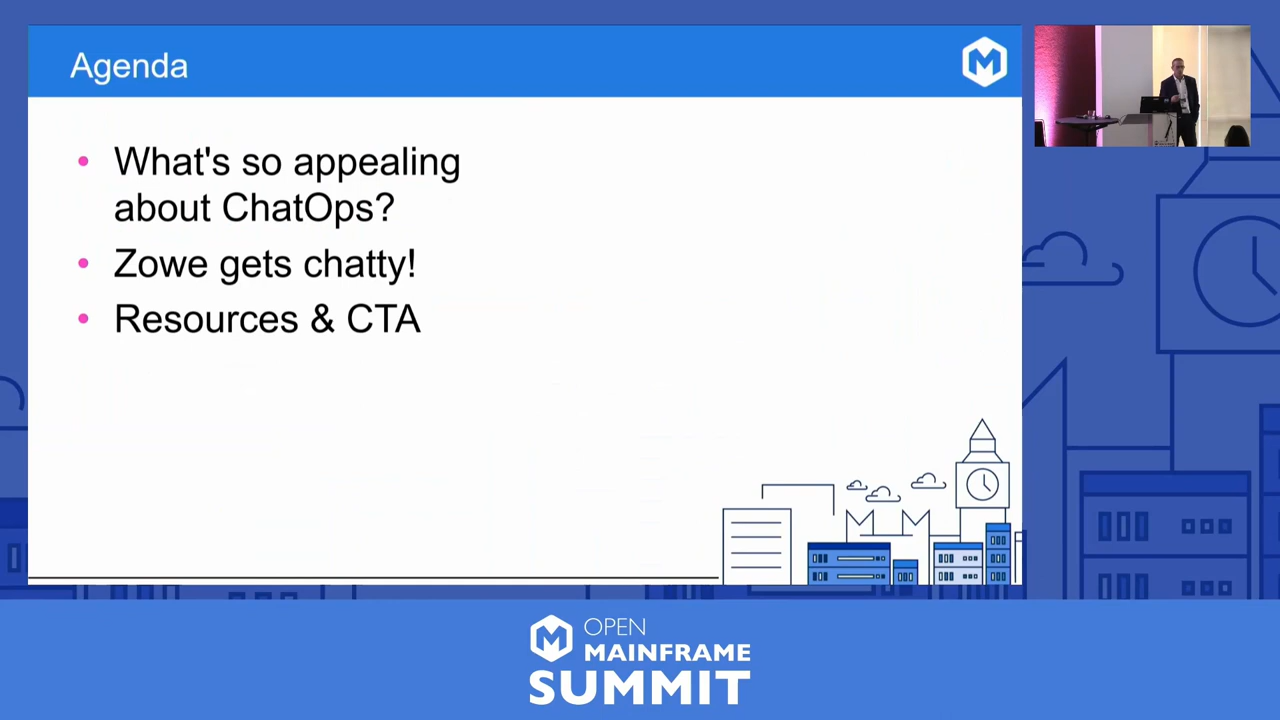 Agenda
What's so appealing
about ChatOps?
Zowe gets chatty!
Resources & CTA
OPEN
MAINFRAME
SUMMIT